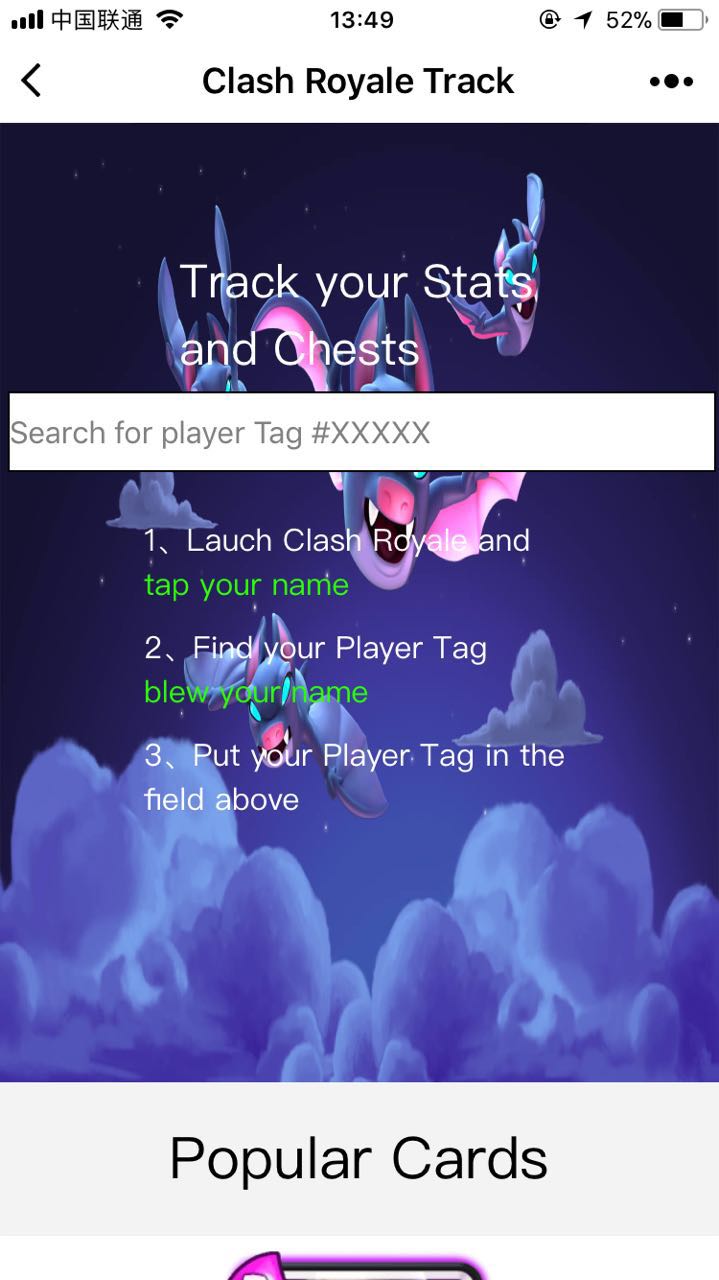 中国联通
13:49
52%
Clash Royale Track
Track your Stats
and Chests
Search for player Tag #XXXXX
1、Lauch Clash Royale and
tap your name
2、Find your Player Tag
blew your name
3、Put your Player Tag in the
field above
Popular Cards